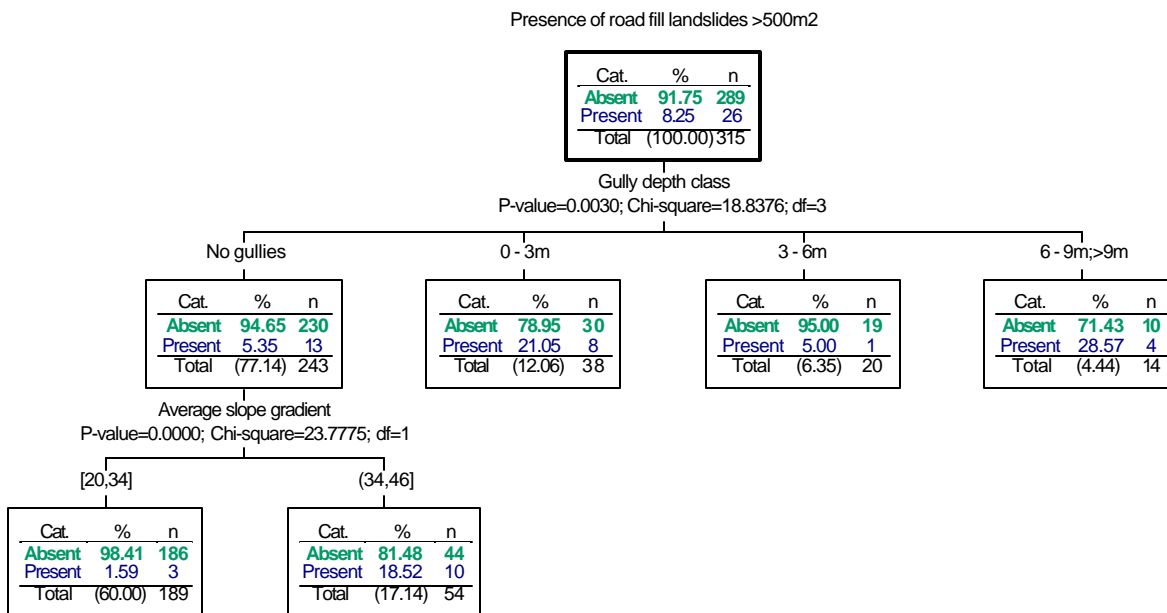 Presence of road fill landslides >500m2
Cat. % n
Absent 91.75 289
Present 8.25 26
Total (100.00) 315
Gully depth class
P-value=0.0030; Chi-square=18.8376; df=3
No gullies 0 - 3m 3 - 6m 6 - 9m;>9m
Cat. % n Cat. % n Cat. % n Cat. % n
Absent 94.65 230 Absent 78.95 30 Absent 95.00 19 Absent 71.43 10
Present 5.35 13 Present 21.05 8 Present 5.00 1 Present 28.57 4
Total (77.14) 243 Total (12.06) 38 Total (6.35) 20 Total (4.44) 14
Average slope gradient
P-value=0.0000; Chi-square=23.7775; df=1
[20,34] (34,46]
Cat. % n Cat. % n
Absent 98.41 186 Absent 81.48 44
Present 1.59 3 Present 18.52 10
Total (60.00) 189 Total (17.14) 54